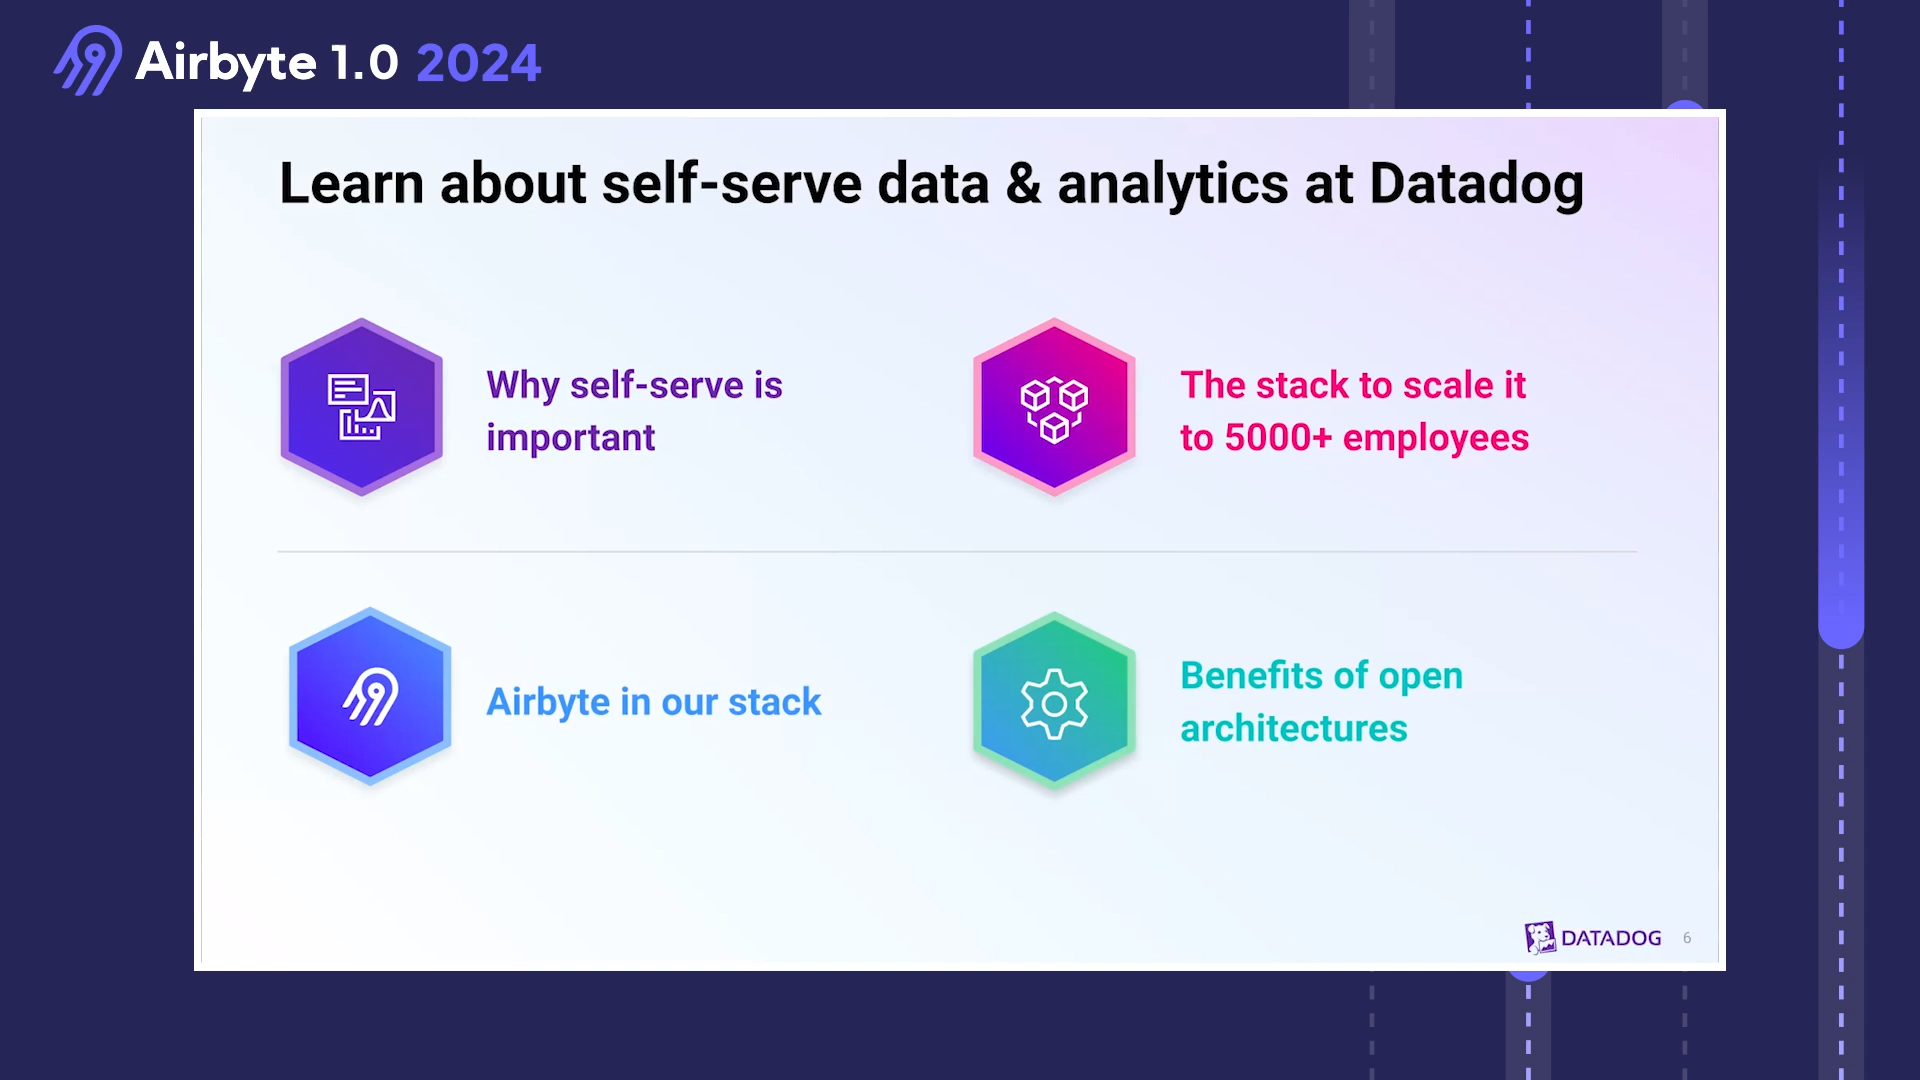 Airbyte 1.0 2024
Learn about self-serve data & analytics at Datadog
Why self-serve is
important
The stack to scale it
to 5000+ employees
Airbyte in our stack
Benefits of open
architectures
DATADOG 6